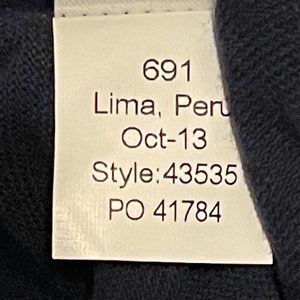 691
Lima, Peru
Oct-13
Style:43535
PO 41784